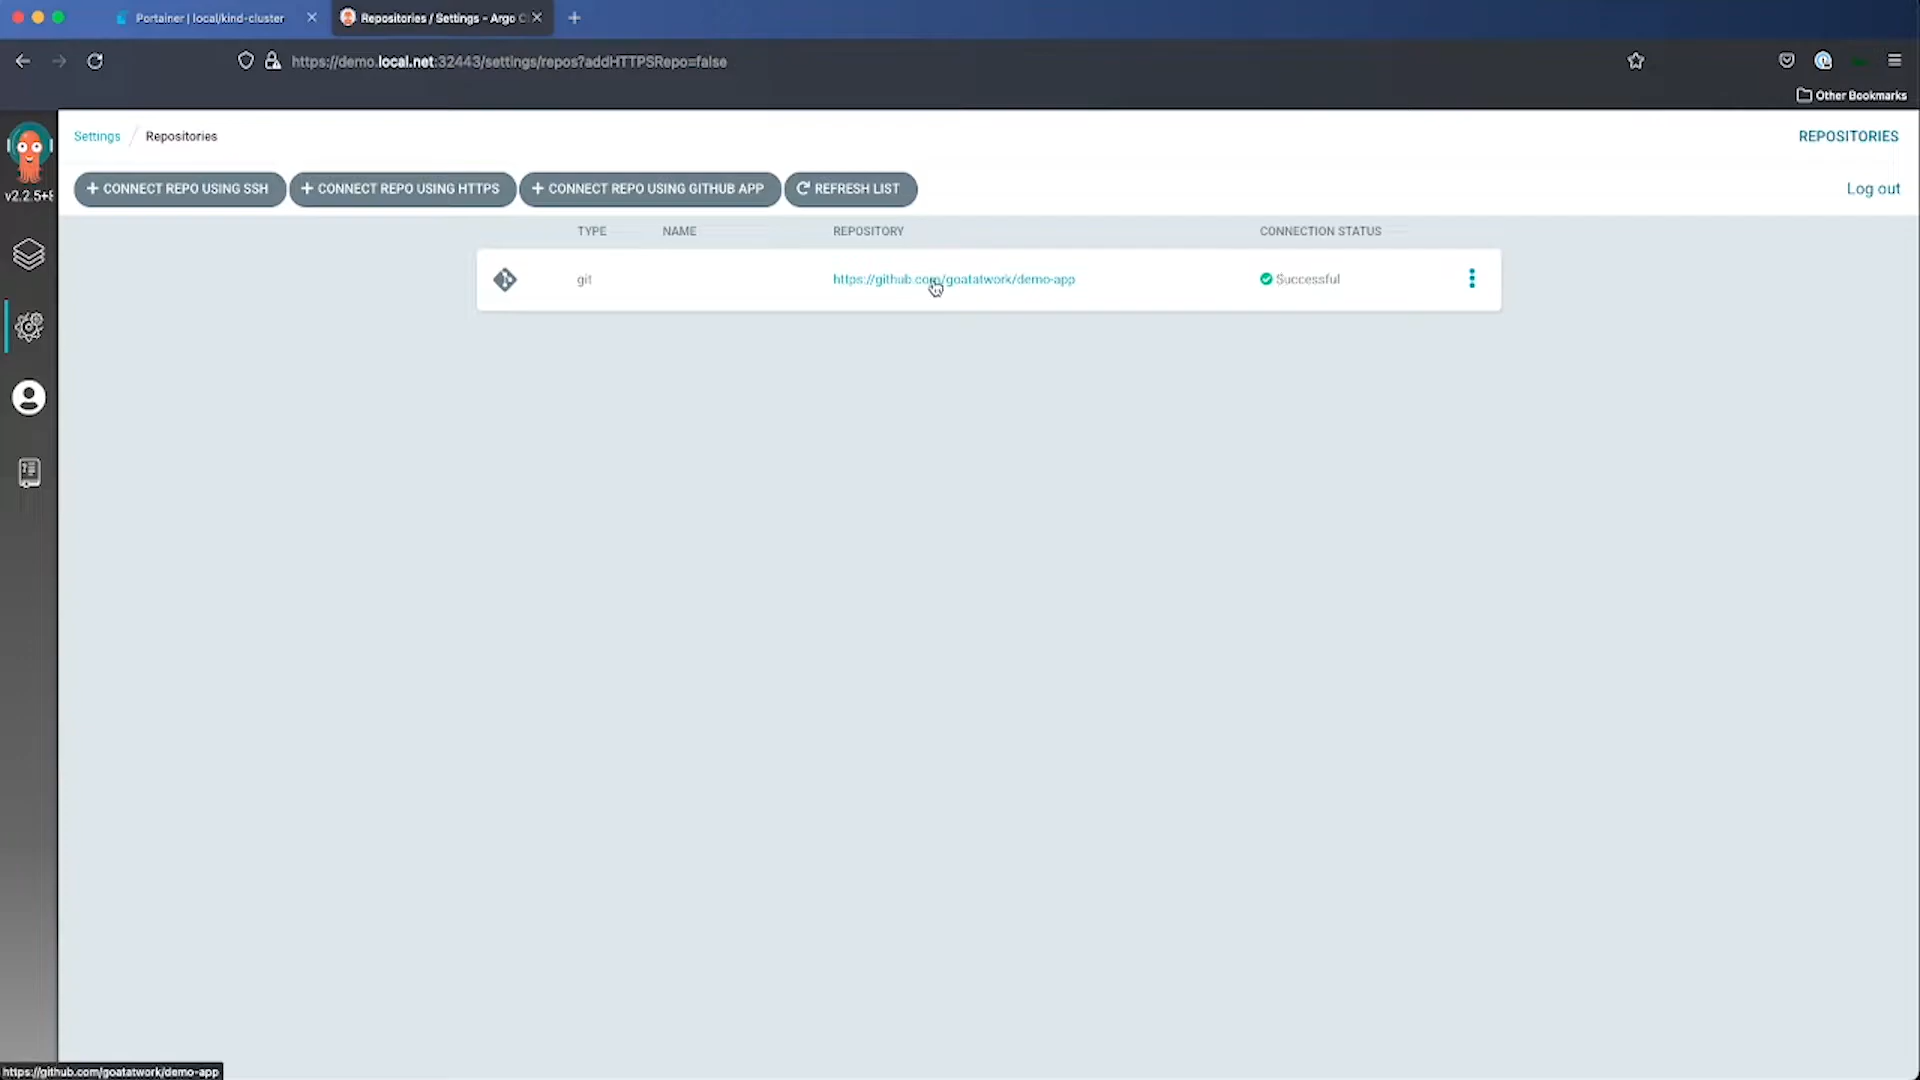 Portainer | local/kind-cluster
Repositories / Settings - Argo C
https://demo.local.net:32443/settings/repos?addHTTPSRepo=false
Other Bookmarks
Settings / Repositories
REPOSITORIES
v2.2.5+8
+ CONNECT REPO USING SSH
+ CONNECT REPO USING HTTPS
+ CONNECT REPO USING GITHUB APP
REFRESH LIST
Log out
TYPE NAME REPOSITORY CONNECTION STATUS
git https://github.com/goatatwork/demo-app Successful
https://github.com/goatatwork/demo-app